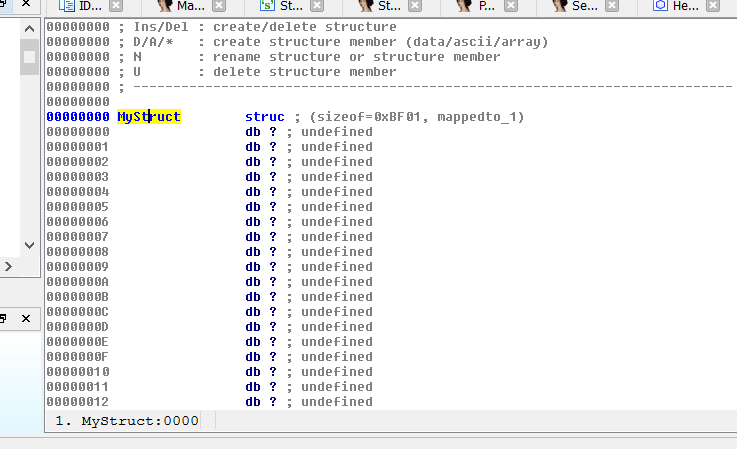 ID... Ma... St... St... P... Se... He...
00000000 ; Ins/Del : create/delete structure
00000000 ; D/A/*   : create structure member (data/ascii/array)
00000000 ; N       : rename structure or structure member
00000000 ; U       : delete structure member
00000000 ; ---------------------------------------------------------------------------
00000000
00000000 MyStruct        struc ; (sizeof=0xBF01, mappedto_1)
00000000                 db ? ; undefined
00000001                 db ? ; undefined
00000002                 db ? ; undefined
00000003                 db ? ; undefined
00000004                 db ? ; undefined
00000005                 db ? ; undefined
00000006                 db ? ; undefined
00000007                 db ? ; undefined
00000008                 db ? ; undefined
00000009                 db ? ; undefined
0000000A                 db ? ; undefined
0000000B                 db ? ; undefined
0000000C                 db ? ; undefined
0000000D                 db ? ; undefined
0000000E                 db ? ; undefined
0000000F                 db ? ; undefined
00000010                 db ? ; undefined
00000011                 db ? ; undefined
00000012                 db ? ; undefined
1. MyStruct:0000